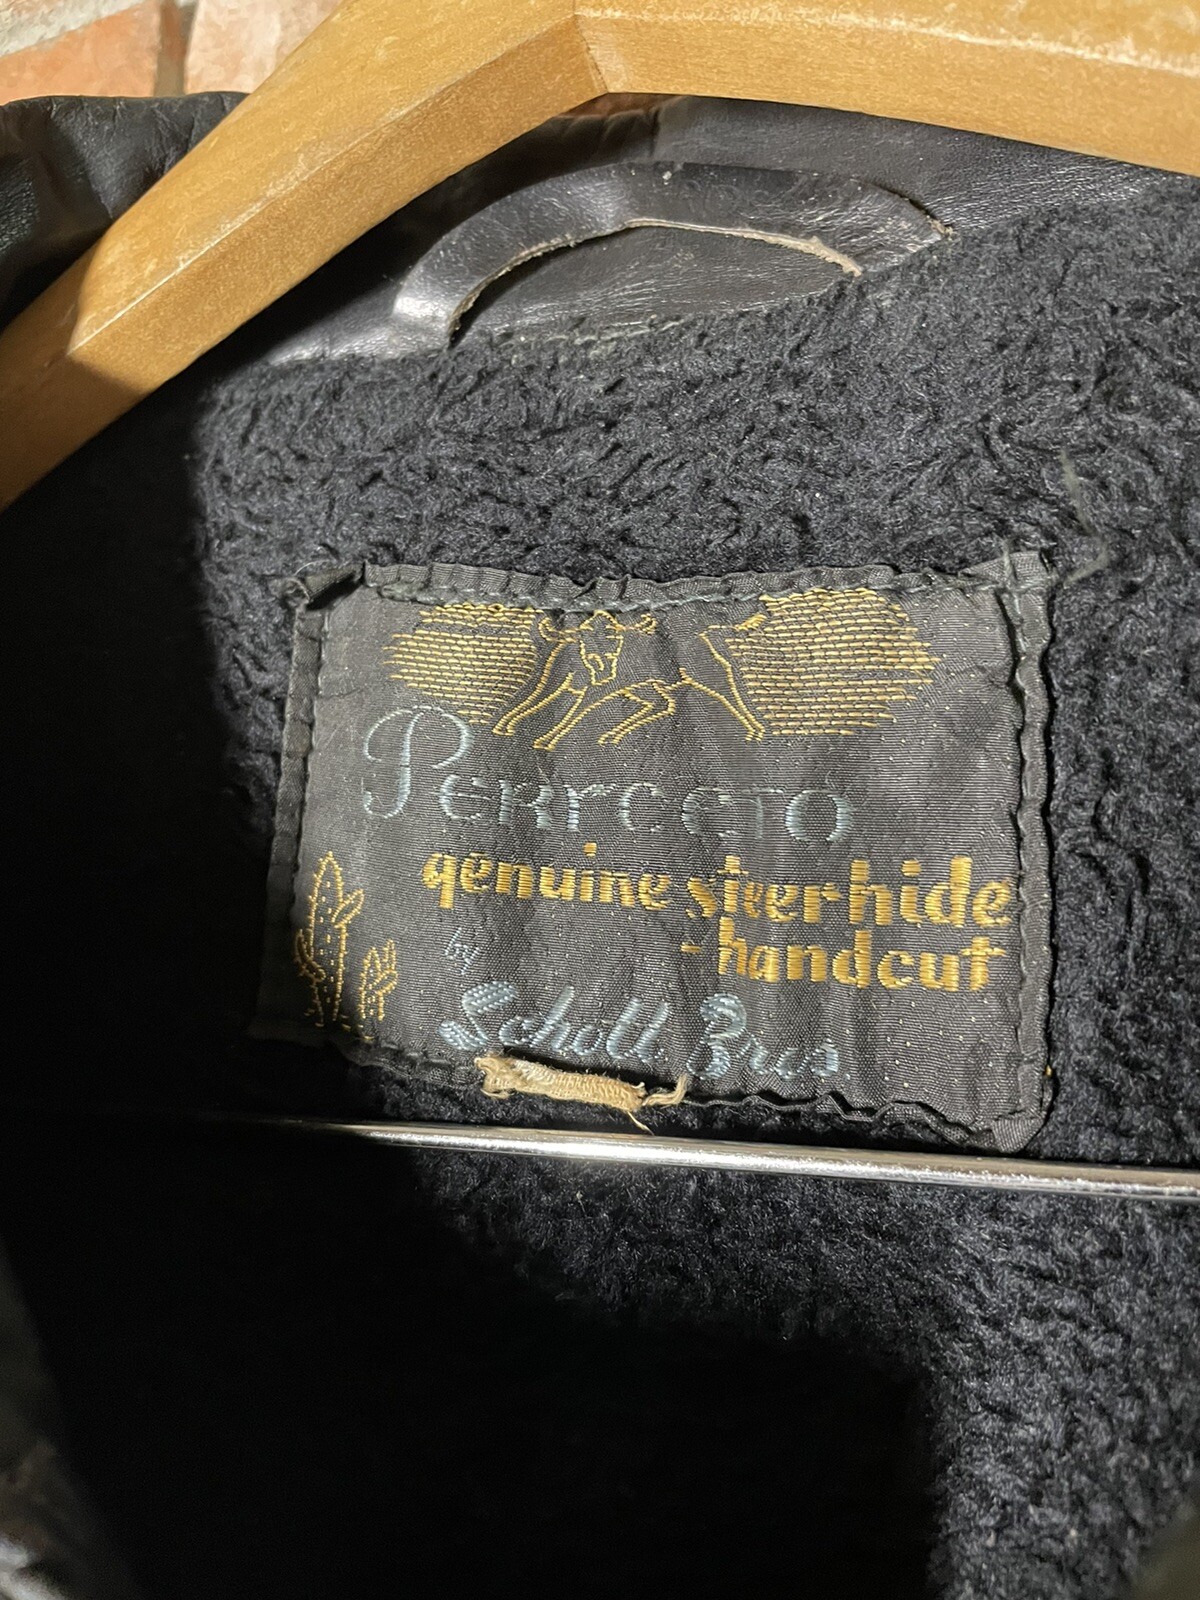 Perfecto
genuine steerhide
-handcut
by
Schott Bros